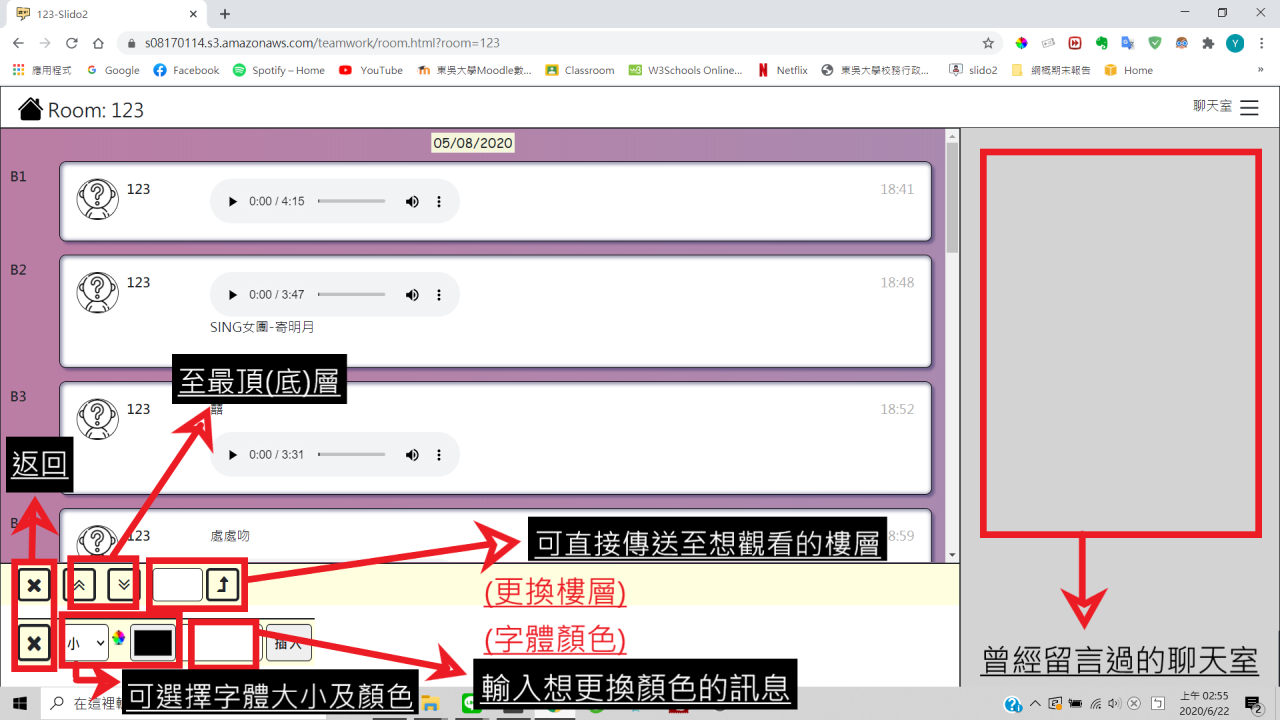 123-Slido2
s08170114.s3.amazonaws.com/teamwork/room.html?room=123
Y
應用程式 Google Facebook Spotify – Home YouTube 東吳大學Moodle數... Classroom W3Schools Online... Netflix 東吳大學校務行政... slido2 網概期末報告 Home »
Room: 123 聊天室
05/08/2020
B1 123 0:00 / 4:15 18:41
B2 123 0:00 / 3:47 18:48
SING女團-寄明月
至最頂(底)層
B3 123 囍 18:52
0:00 / 3:31
返回
123 處處吻 8:59
可直接傳送至想觀看的樓層
(更換樓層)
(字體顏色)
小 插入
曾經留言過的聊天室
可選擇字體大小及顏色
輸入想更換顏色的訊息
在這裡
上午 02:55
2020/6/22
2